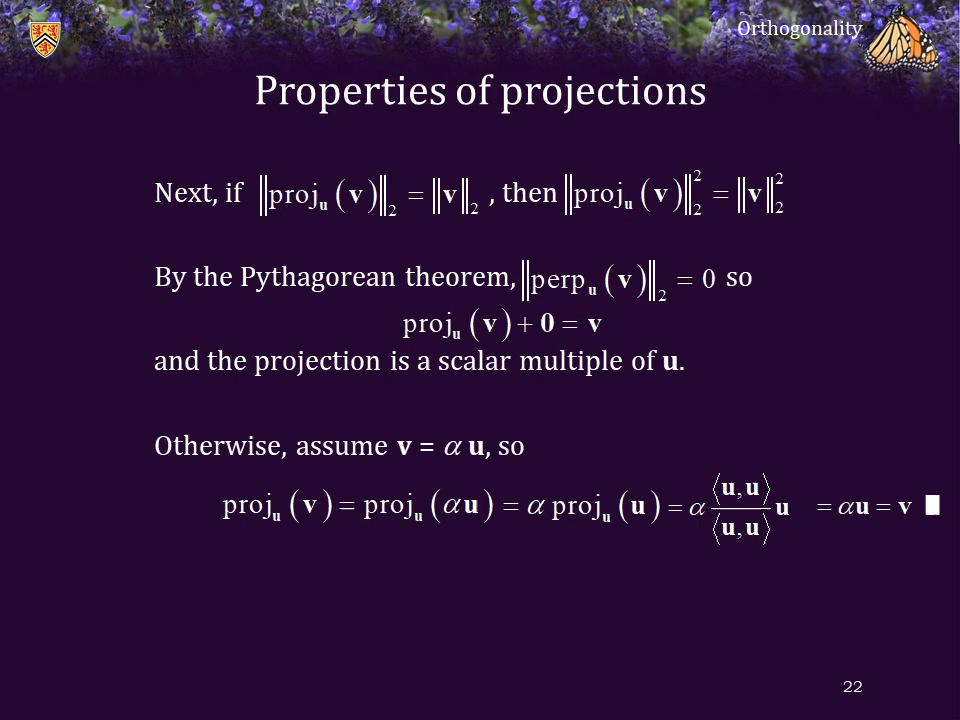 Orthogonality
Properties of projections
Next, if ‖proj_𝐮(𝐯)‖₂ = ‖𝐯‖₂ , then ‖proj_𝐮(𝐯)‖₂² = ‖𝐯‖₂²
By the Pythagorean theorem, ‖perp_𝐮(𝐯)‖₂ = 0 so
proj_𝐮(𝐯) + 𝟎 = 𝐯
and the projection is a scalar multiple of 𝐮.
Otherwise, assume 𝐯 = α 𝐮, so
proj_𝐮(𝐯) = proj_𝐮(α𝐮) = α proj_𝐮(𝐮) = α ⟨𝐮,𝐮⟩/⟨𝐮,𝐮⟩ 𝐮 = α𝐮 = 𝐯 ∎
22